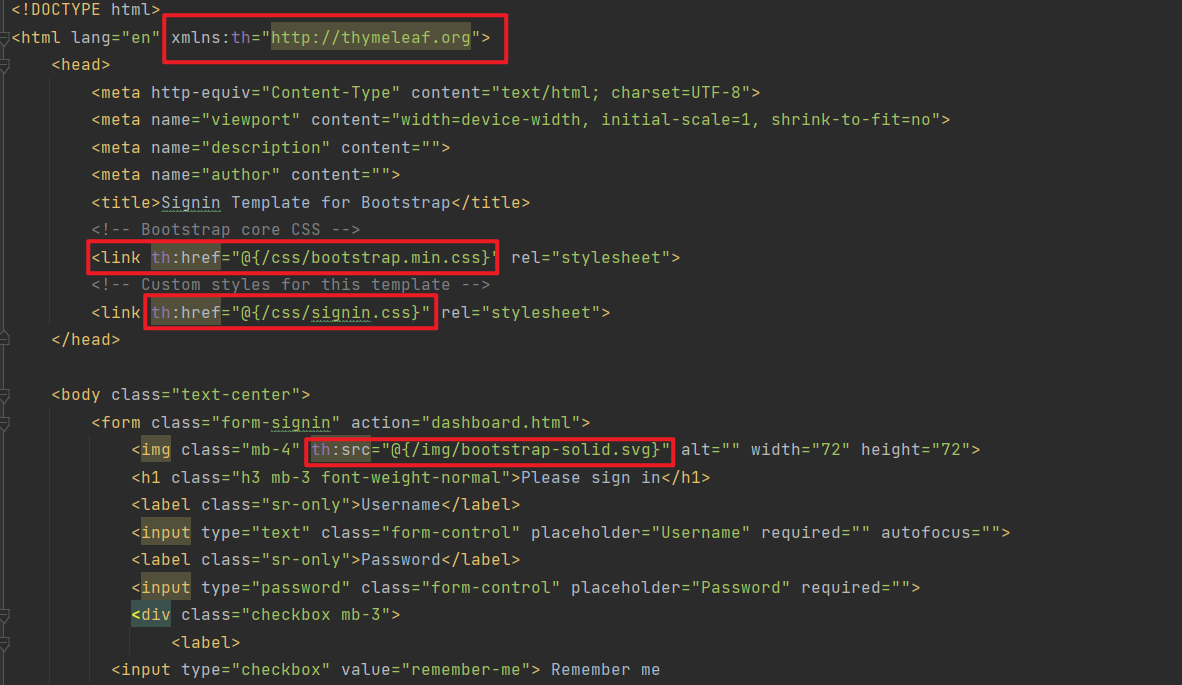 <!DOCTYPE html>
<html lang="en" xmlns:th="http://thymeleaf.org">
<head>
<meta http-equiv="Content-Type" content="text/html; charset=UTF-8">
<meta name="viewport" content="width=device-width, initial-scale=1, shrink-to-fit=no">
<meta name="description" content="">
<meta name="author" content="">
<title>Signin Template for Bootstrap</title>
<!-- Bootstrap core CSS -->
<link th:href="@{/css/bootstrap.min.css}" rel="stylesheet">
<!-- Custom styles for this template -->
<link th:href="@{/css/signin.css}" rel="stylesheet">
</head>
<body class="text-center">
<form class="form-signin" action="dashboard.html">
<img class="mb-4" th:src="@{/img/bootstrap-solid.svg}" alt="" width="72" height="72">
<h1 class="h3 mb-3 font-weight-normal">Please sign in</h1>
<label class="sr-only">Username</label>
<input type="text" class="form-control" placeholder="Username" required="" autofocus="">
<label class="sr-only">Password</label>
<input type="password" class="form-control" placeholder="Password" required="">
<div class="checkbox mb-3">
<label>
<input type="checkbox" value="remember-me"> Remember me